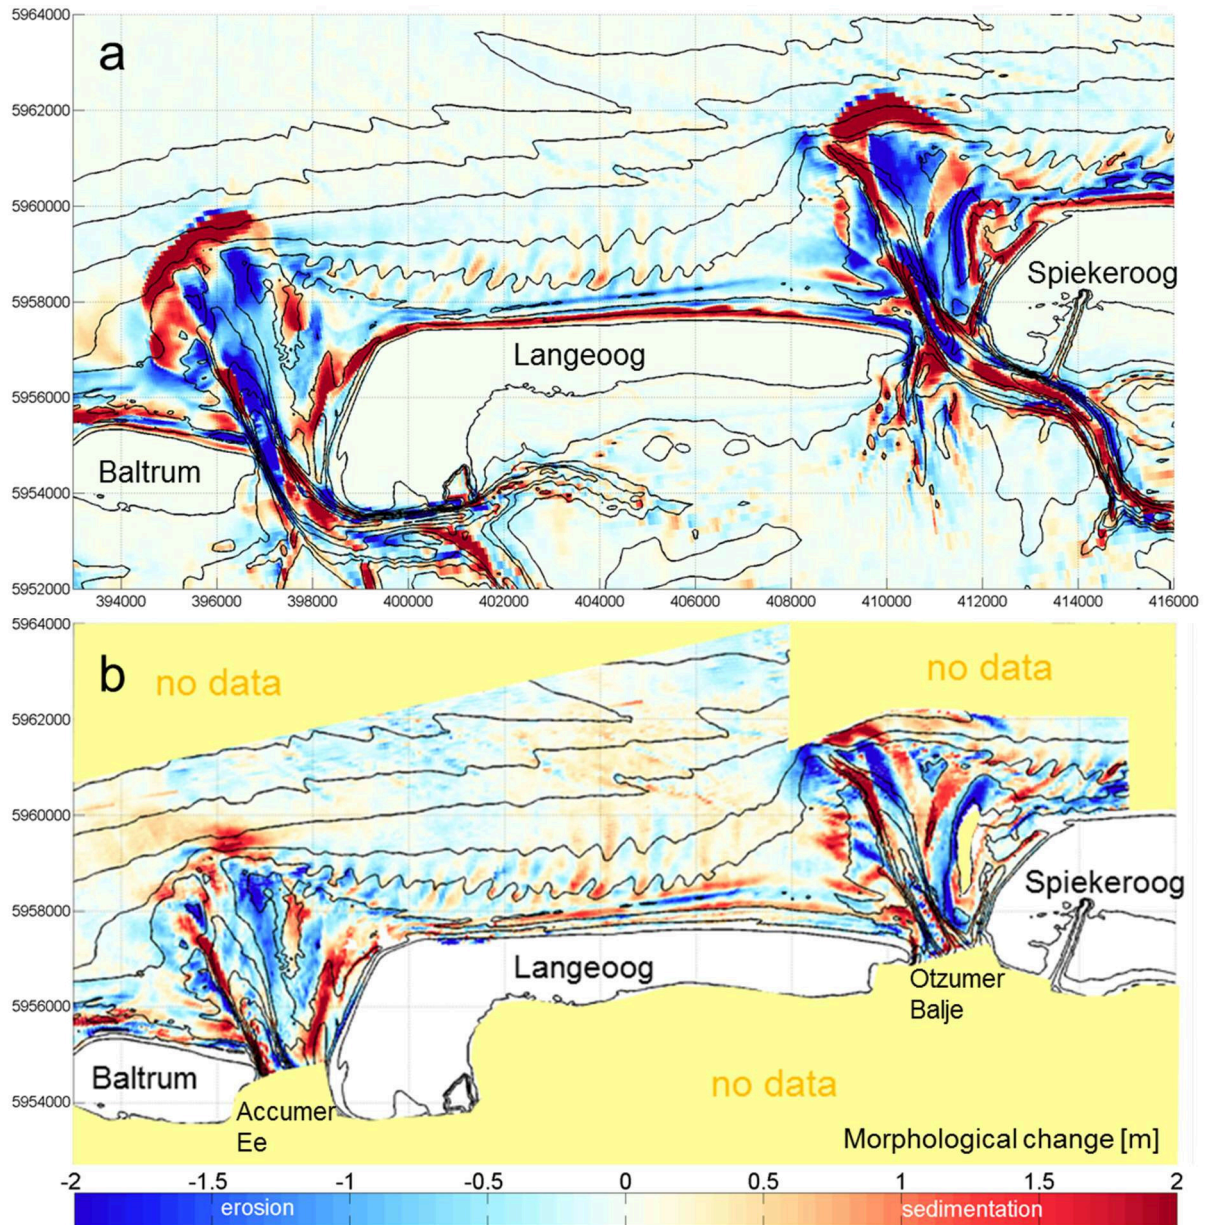 5964000
a
5962000
5960000
Spiekeroog
5958000
Langeoog
5956000
Baltrum
5954000
5952000
394000 396000 398000 400000 402000 404000 406000 408000 410000 412000 414000 416000
5964000
b
no data
no data
5962000
5960000
Spiekeroog
5958000
Langeoog
Otzumer
Balje
5956000
Baltrum
no data
5954000
Accumer
Ee
Morphological change [m]
-2 -1.5 -1 -0.5 0 0.5 1 1.5 2
erosion sedimentation